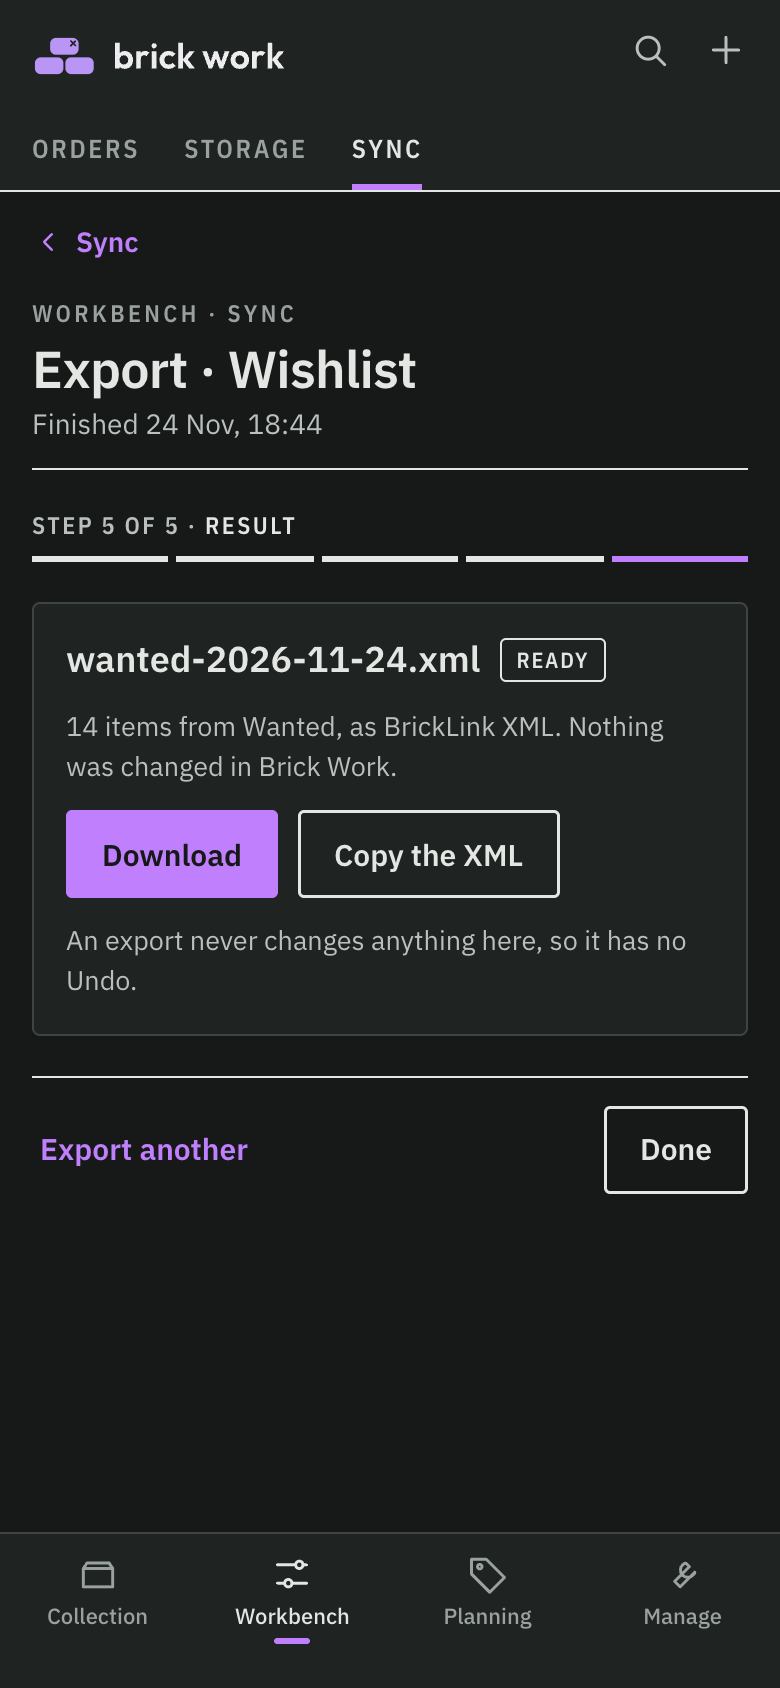 brick work
ORDERS STORAGE SYNC
Sync
WORKBENCH · SYNC
Export · Wishlist
Finished 24 Nov, 18:44
STEP 5 OF 5 · RESULT
wanted-2026-11-24.xml READY
14 items from Wanted, as BrickLink XML. Nothing
was changed in Brick Work.
Download Copy the XML
An export never changes anything here, so it has no
Undo.
Export another Done
Collection Workbench Planning Manage